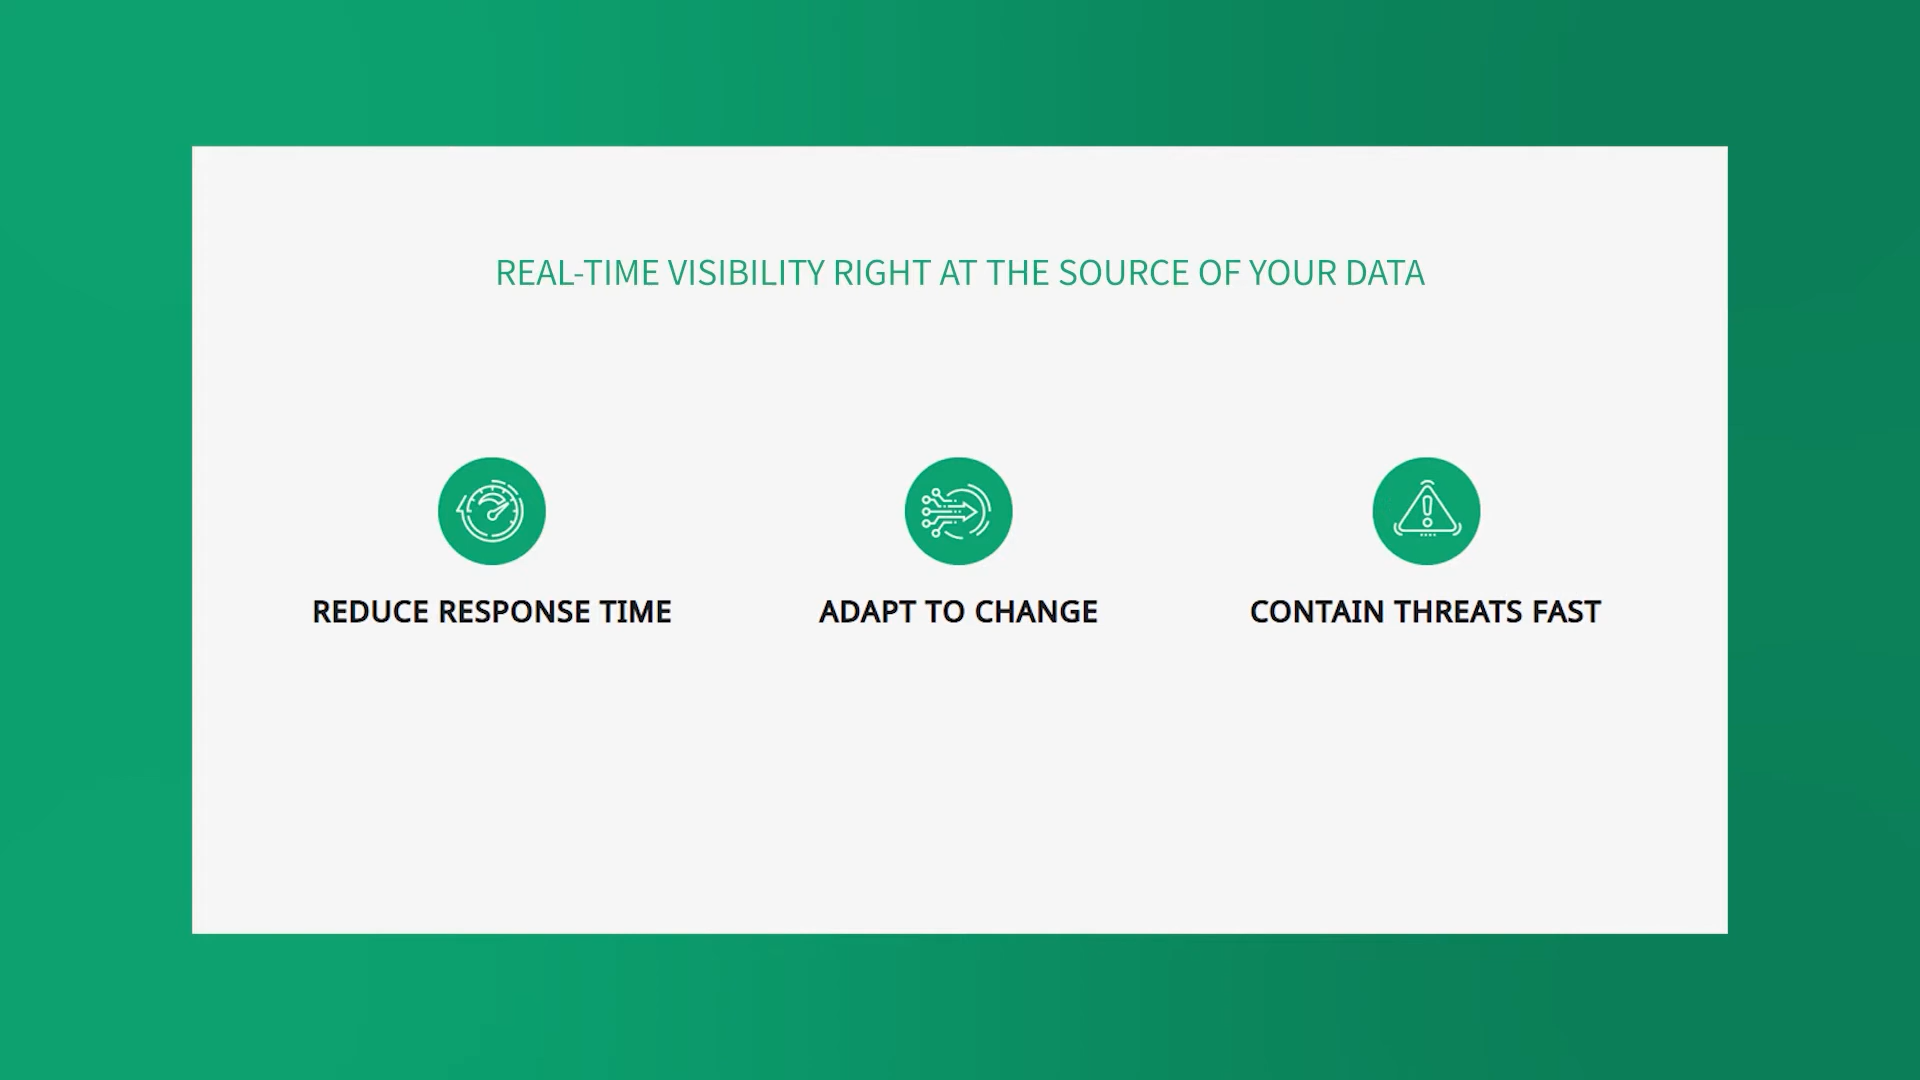 REAL-TIME VISIBILITY RIGHT AT THE SOURCE OF YOUR DATA
REDUCE RESPONSE TIME
ADAPT TO CHANGE
CONTAIN THREATS FAST